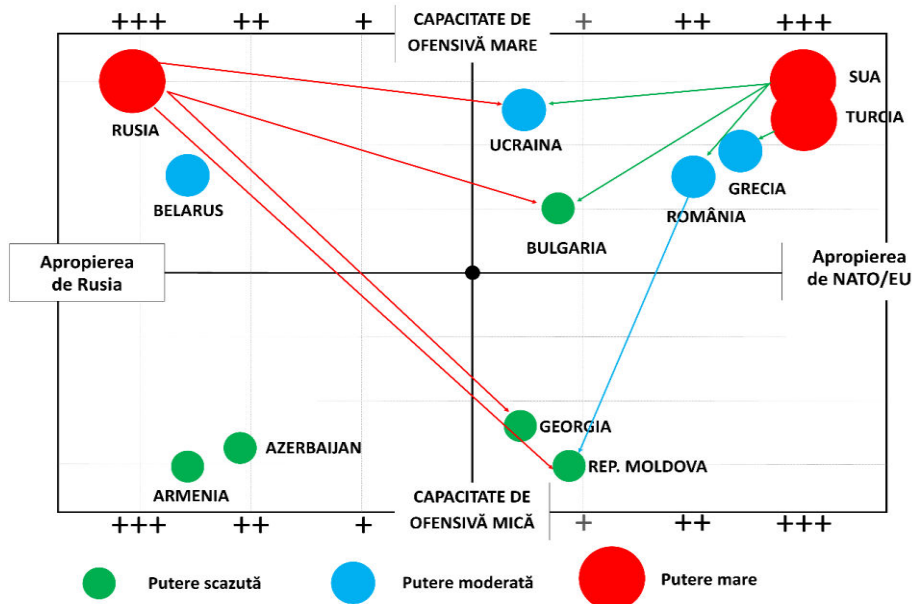 +++ ++ + CAPACITATE DE + ++ +++
OFENSIVĂ MARE
RUSIA
SUA
TURCIA
UCRAINA
GRECIA
BELARUS
ROMÂNIA
BULGARIA
Apropierea
de Rusia
Apropierea
de NATO/EU
GEORGIA
AZERBAIJAN
REP. MOLDOVA
ARMENIA
CAPACITATE DE
OFENSIVĂ MICĂ
+++ ++ + + ++ +++
Putere scazută
Putere moderată
Putere mare